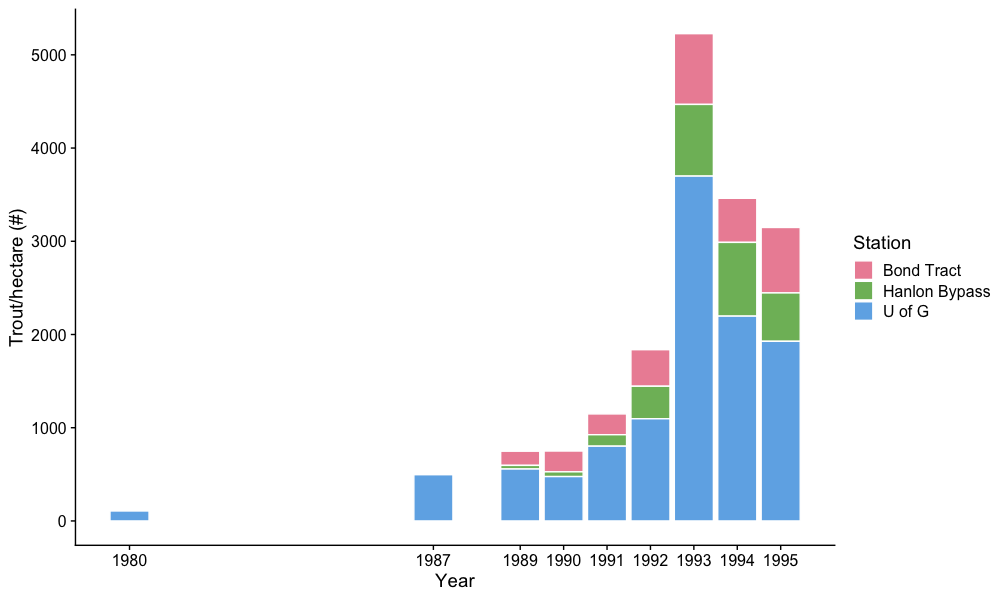 5000
4000
3000
2000
1000
0
Trout/hectare (#)
1980 1987 1989 1990 1991 1992 1993 1994 1995
Year
Station
Bond Tract
Hanlon Bypass
U of G